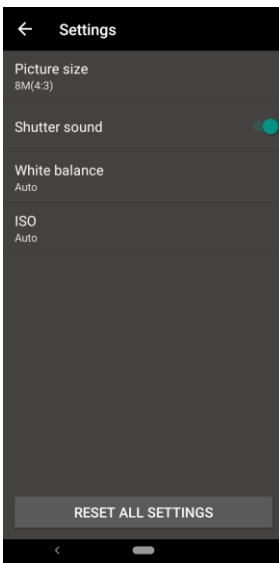 Settings
Picture size
8M(4:3)
Shutter sound
White balance
Auto
ISO
Auto
RESET ALL SETTINGS